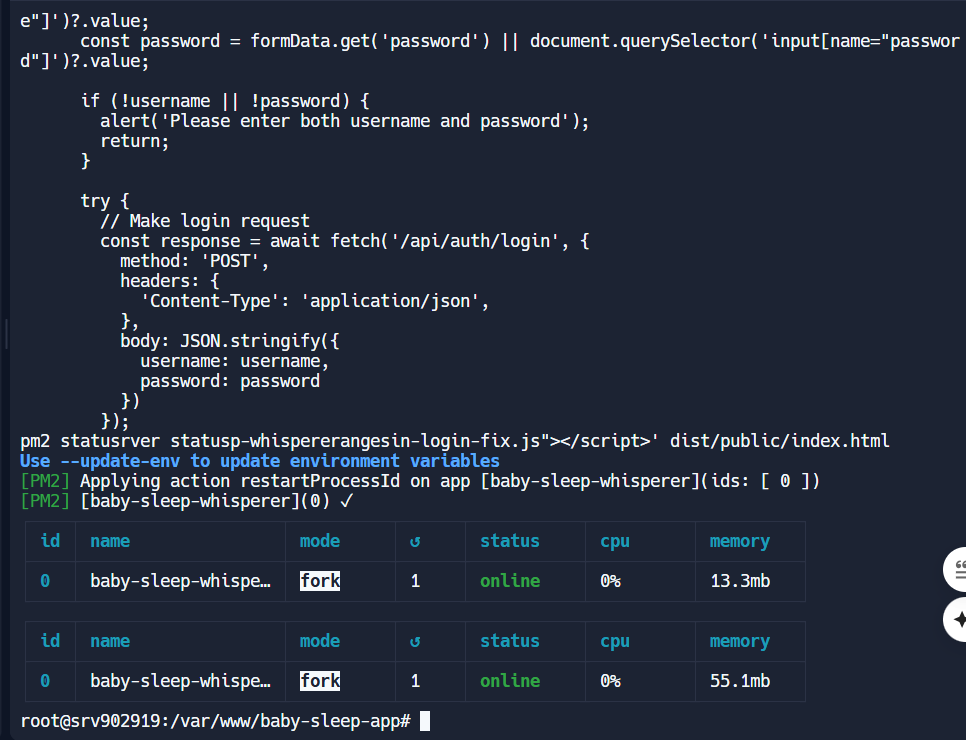 e"]')?.value;
      const password = formData.get('password') || document.querySelector('input[name="passwor
d"]')?.value;
      if (!username || !password) {
        alert('Please enter both username and password');
        return;
      }
      try {
        // Make login request
        const response = await fetch('/api/auth/login', {
          method: 'POST',
          headers: {
            'Content-Type': 'application/json',
          },
          body: JSON.stringify({
            username: username,
            password: password
          })
        });
pm2 statusrver statusp-whispererangesin-login-fix.js"></script>' dist/public/index.html
Use --update-env to update environment variables
[PM2] Applying action restartProcessId on app [baby-sleep-whisperer](ids: [ 0 ])
[PM2] [baby-sleep-whisperer](0) ✓
id name mode ↺ status cpu memory
0 baby-sleep-whispe… fork 1 online 0% 13.3mb
id name mode ↺ status cpu memory
0 baby-sleep-whispe… fork 1 online 0% 55.1mb
root@srv902919:/var/www/baby-sleep-app#